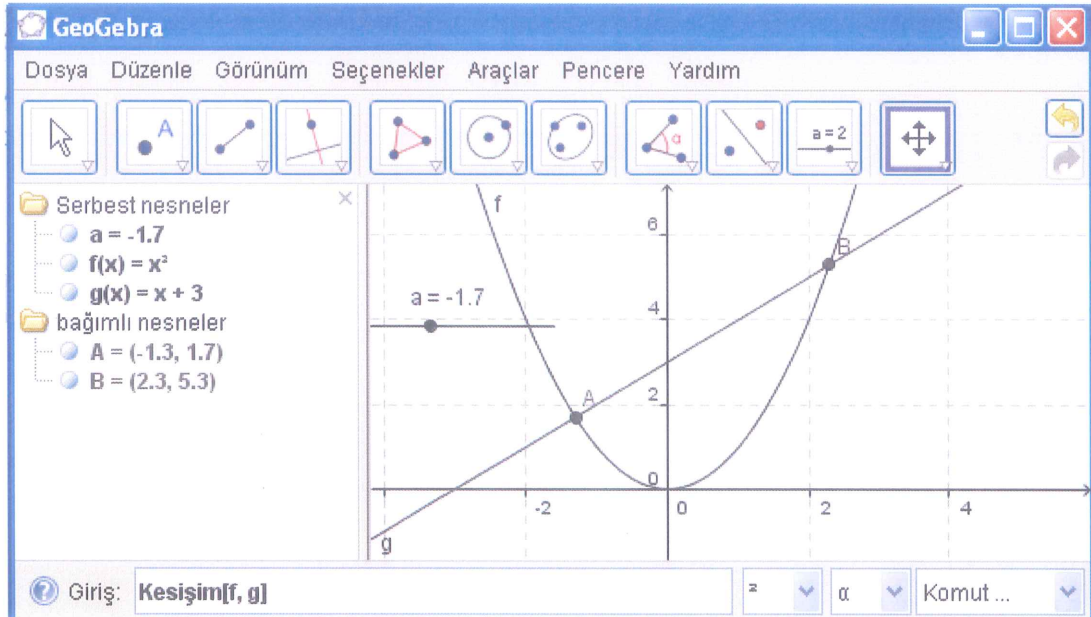 GeoGebra
Dosya Düzenle Görünüm Seçenekler Araçlar Pencere Yardım
A
α
a = 2
Serbest nesneler
a = -1.7
f(x) = x²
g(x) = x + 3
bağımlı nesneler
A = (-1.3, 1.7)
B = (2.3, 5.3)
f
6
B
a = -1.7
4
A
2
0
-2 0 2 4
g
Giriş: Kesişim[f, g] ² α Komut ...